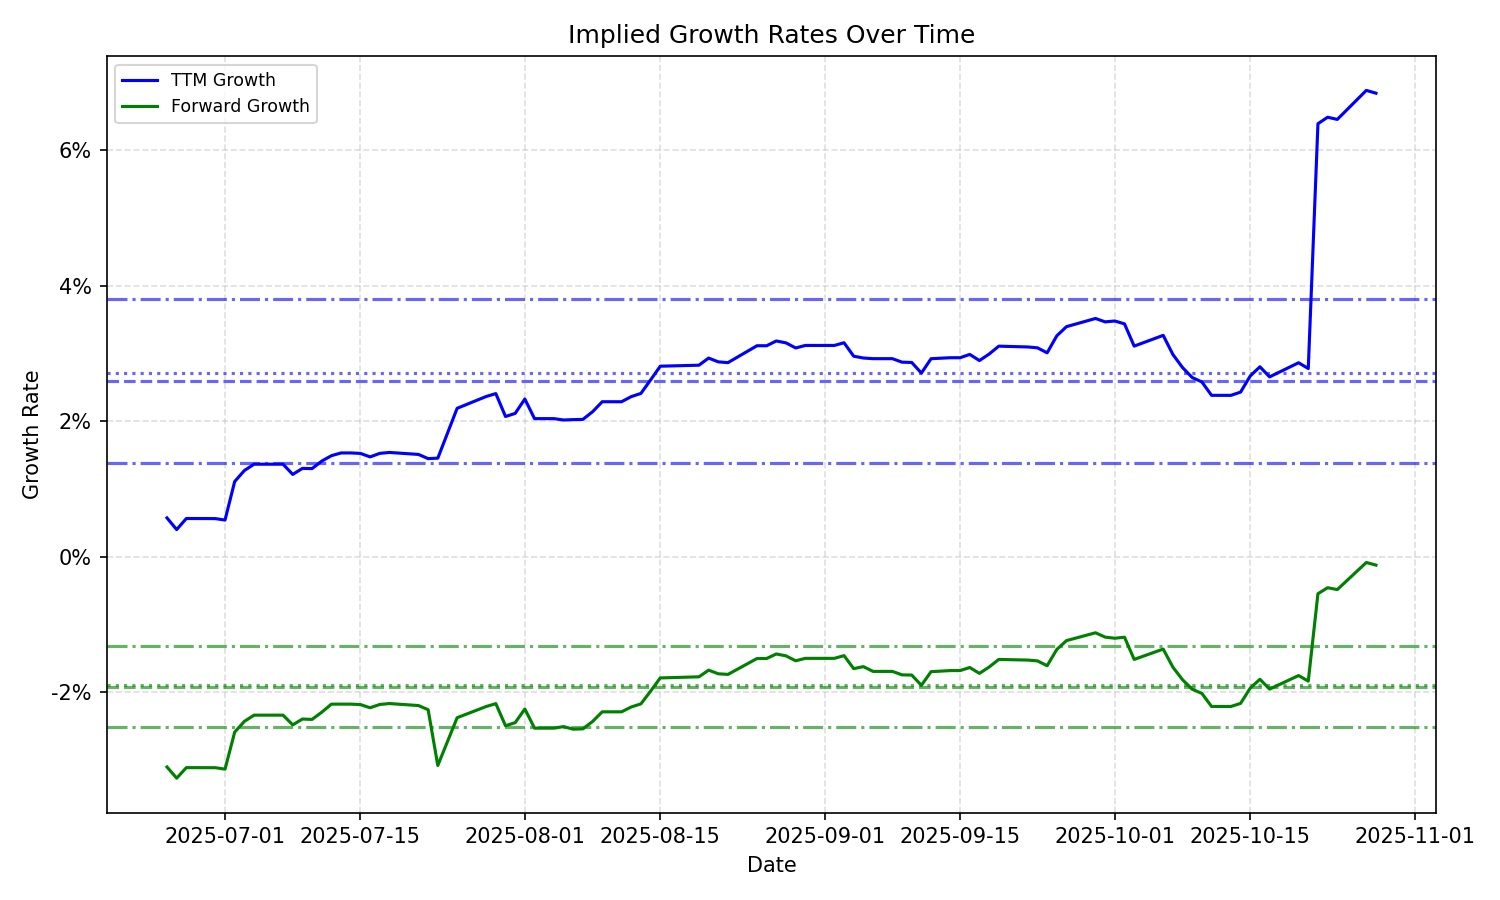 Implied Growth Rates Over Time
TTM Growth
Forward Growth
6%
4%
2%
0%
-2%
Growth Rate
2025-07-01 2025-07-15 2025-08-01 2025-08-15 2025-09-01 2025-09-15 2025-10-01 2025-10-15 2025-11-01
Date